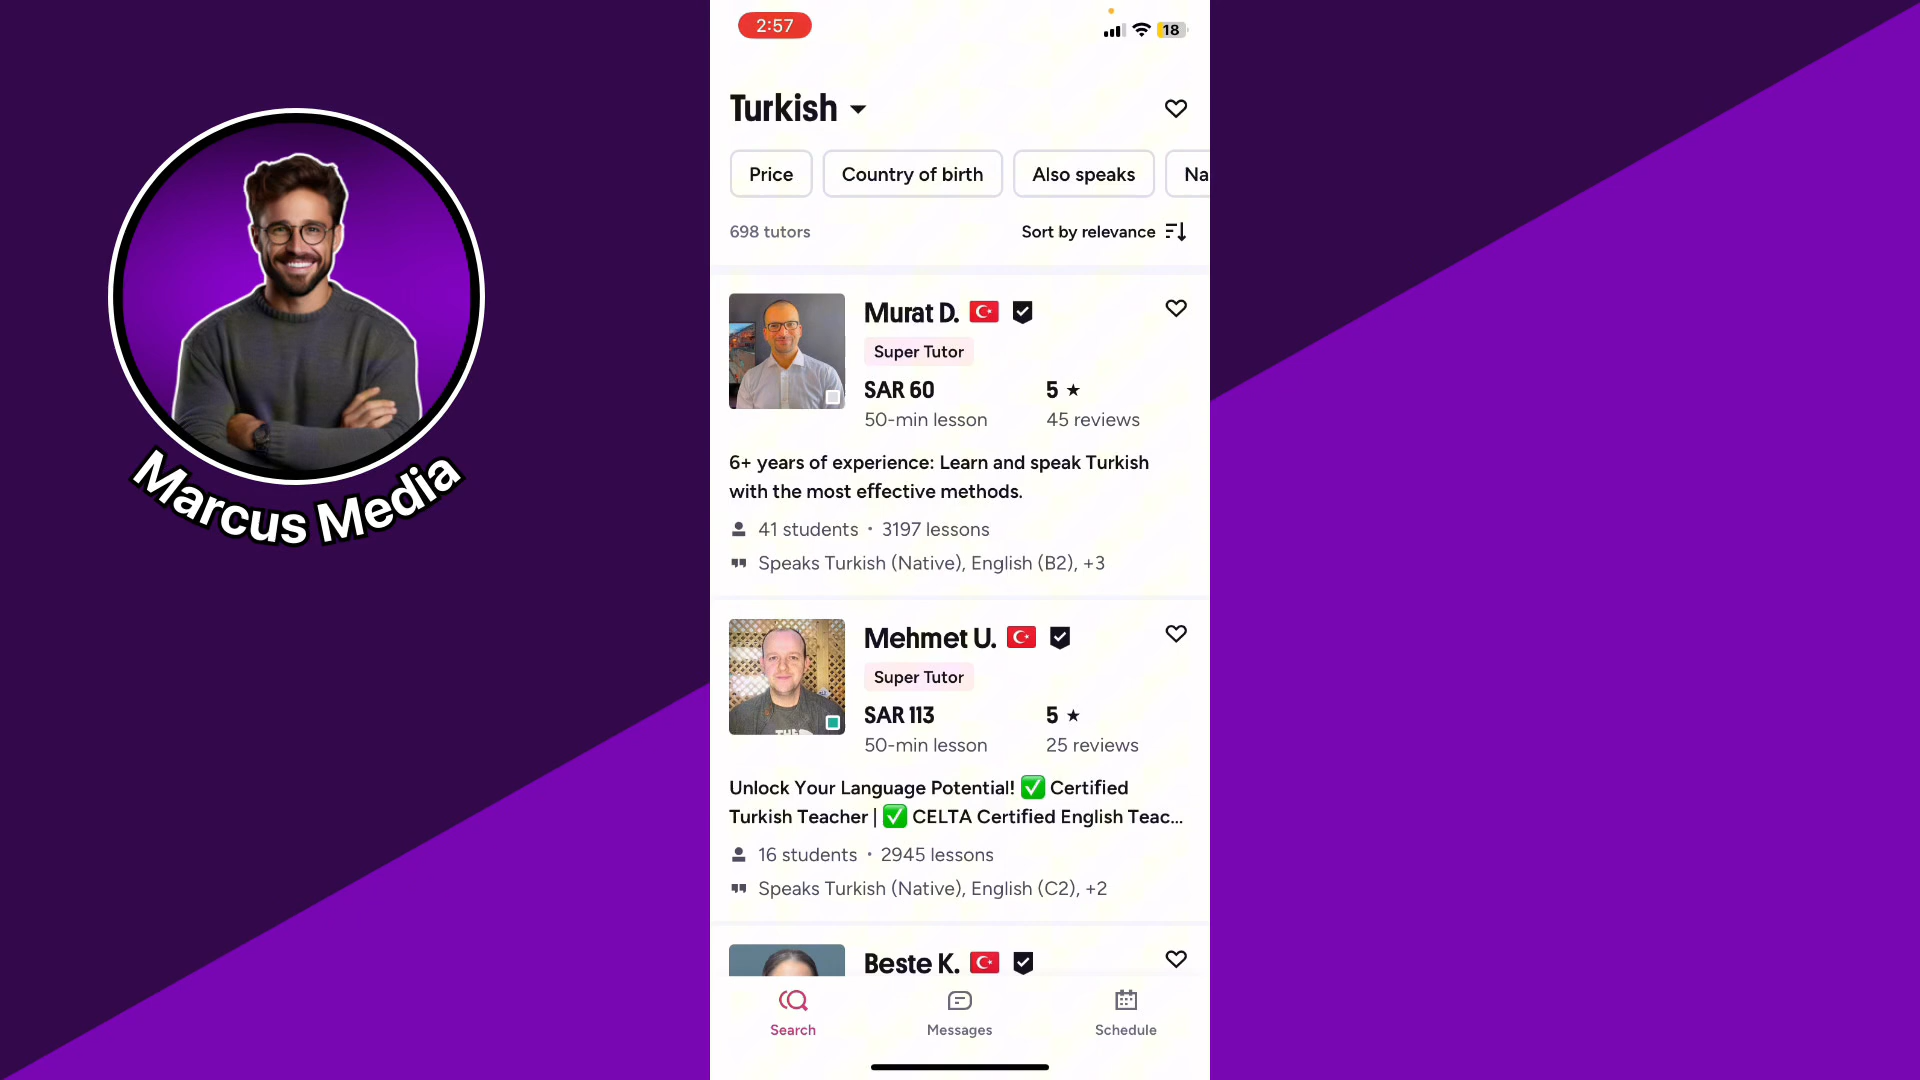 Marcus Media
2:57
18
Turkish
Price
Country of birth
Also speaks
Na
698 tutors
Sort by relevance
Murat D.
Super Tutor
SAR 60
5 ★
50-min lesson
45 reviews
6+ years of experience: Learn and speak Turkish
with the most effective methods.
41 students • 3197 lessons
Speaks Turkish (Native), English (B2), +3
Mehmet U.
Super Tutor
SAR 113
5 ★
50-min lesson
25 reviews
Unlock Your Language Potential! ✅ Certified
Turkish Teacher | ✅ CELTA Certified English Teac...
16 students • 2945 lessons
Speaks Turkish (Native), English (C2), +2
Beste K.
Search
Messages
Schedule